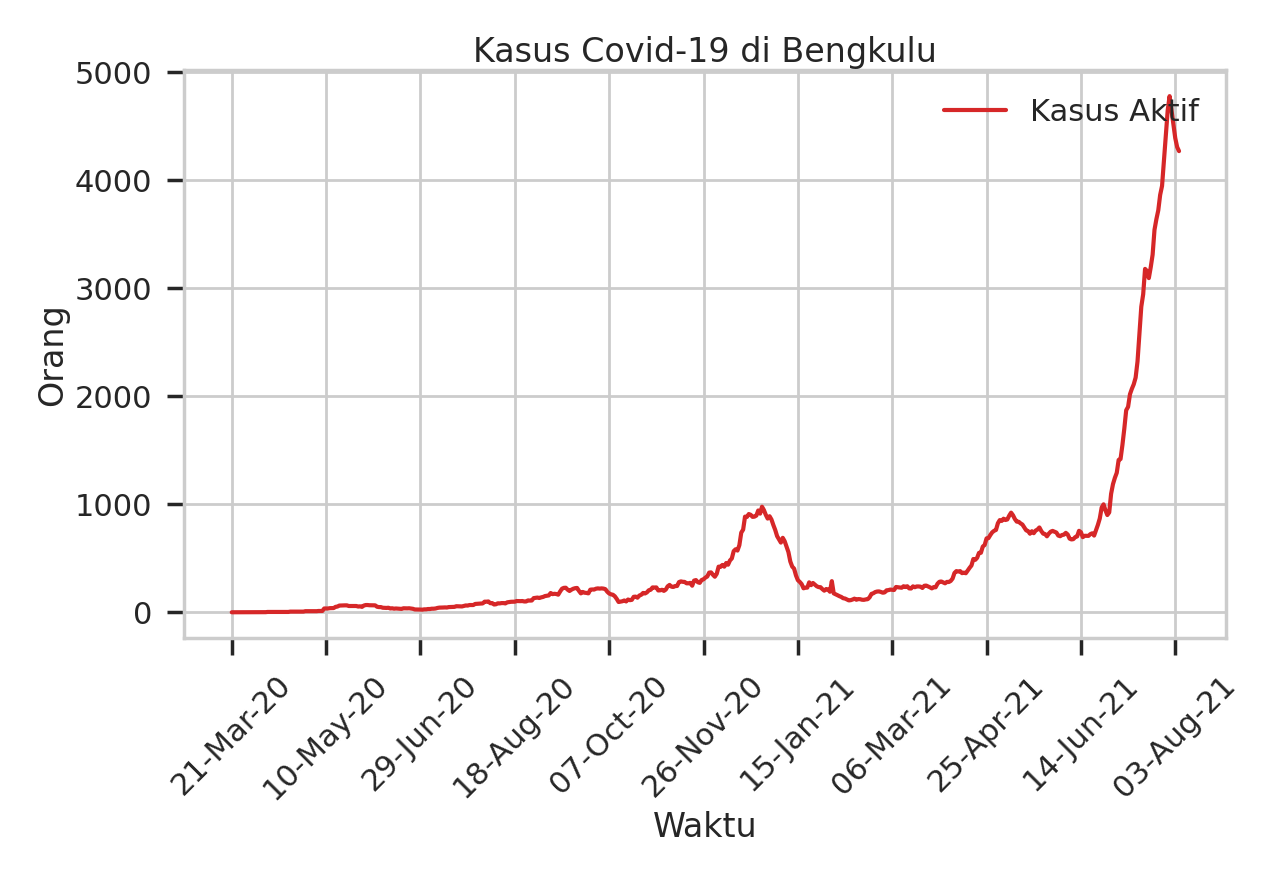 Kasus Covid-19 di Bengkulu
Kasus Aktif
Orang
5000
4000
3000
2000
1000
0
21-Mar-20
10-May-20
29-Jun-20
18-Aug-20
07-Oct-20
26-Nov-20
15-Jan-21
06-Mar-21
25-Apr-21
14-Jun-21
03-Aug-21
Waktu